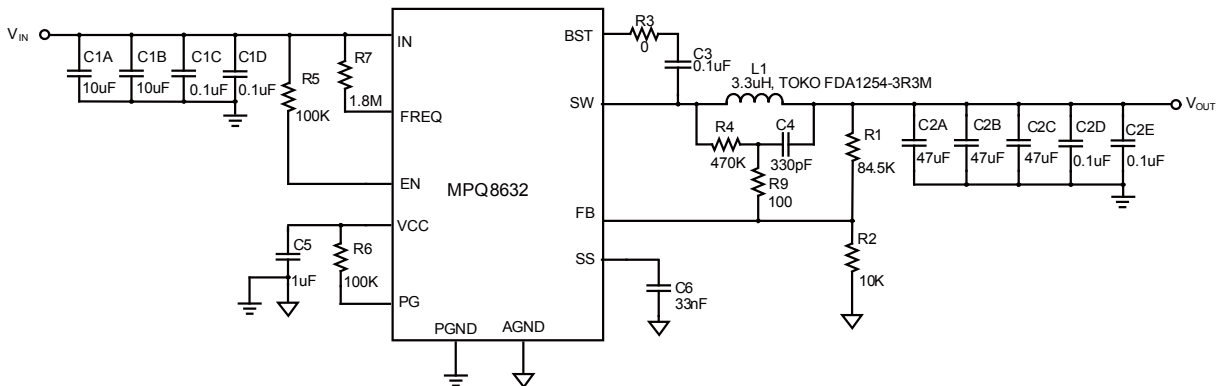 V_IN
C1A
10uF
C1B
10uF
C1C
0.1uF
C1D
0.1uF
R5
100K
R7
1.8M
IN
FREQ
EN
VCC
PG
MPQ8632
PGND
AGND
BST
SW
FB
SS
C5
1uF
R6
100K
R3
0
C3
0.1uF
L1
3.3uH, TOKO FDA1254-3R3M
R4
470K
C4
330pF
R9
100
R1
84.5K
R2
10K
C6
33nF
C2A
47uF
C2B
47uF
C2C
47uF
C2D
0.1uF
C2E
0.1uF
V_OUT